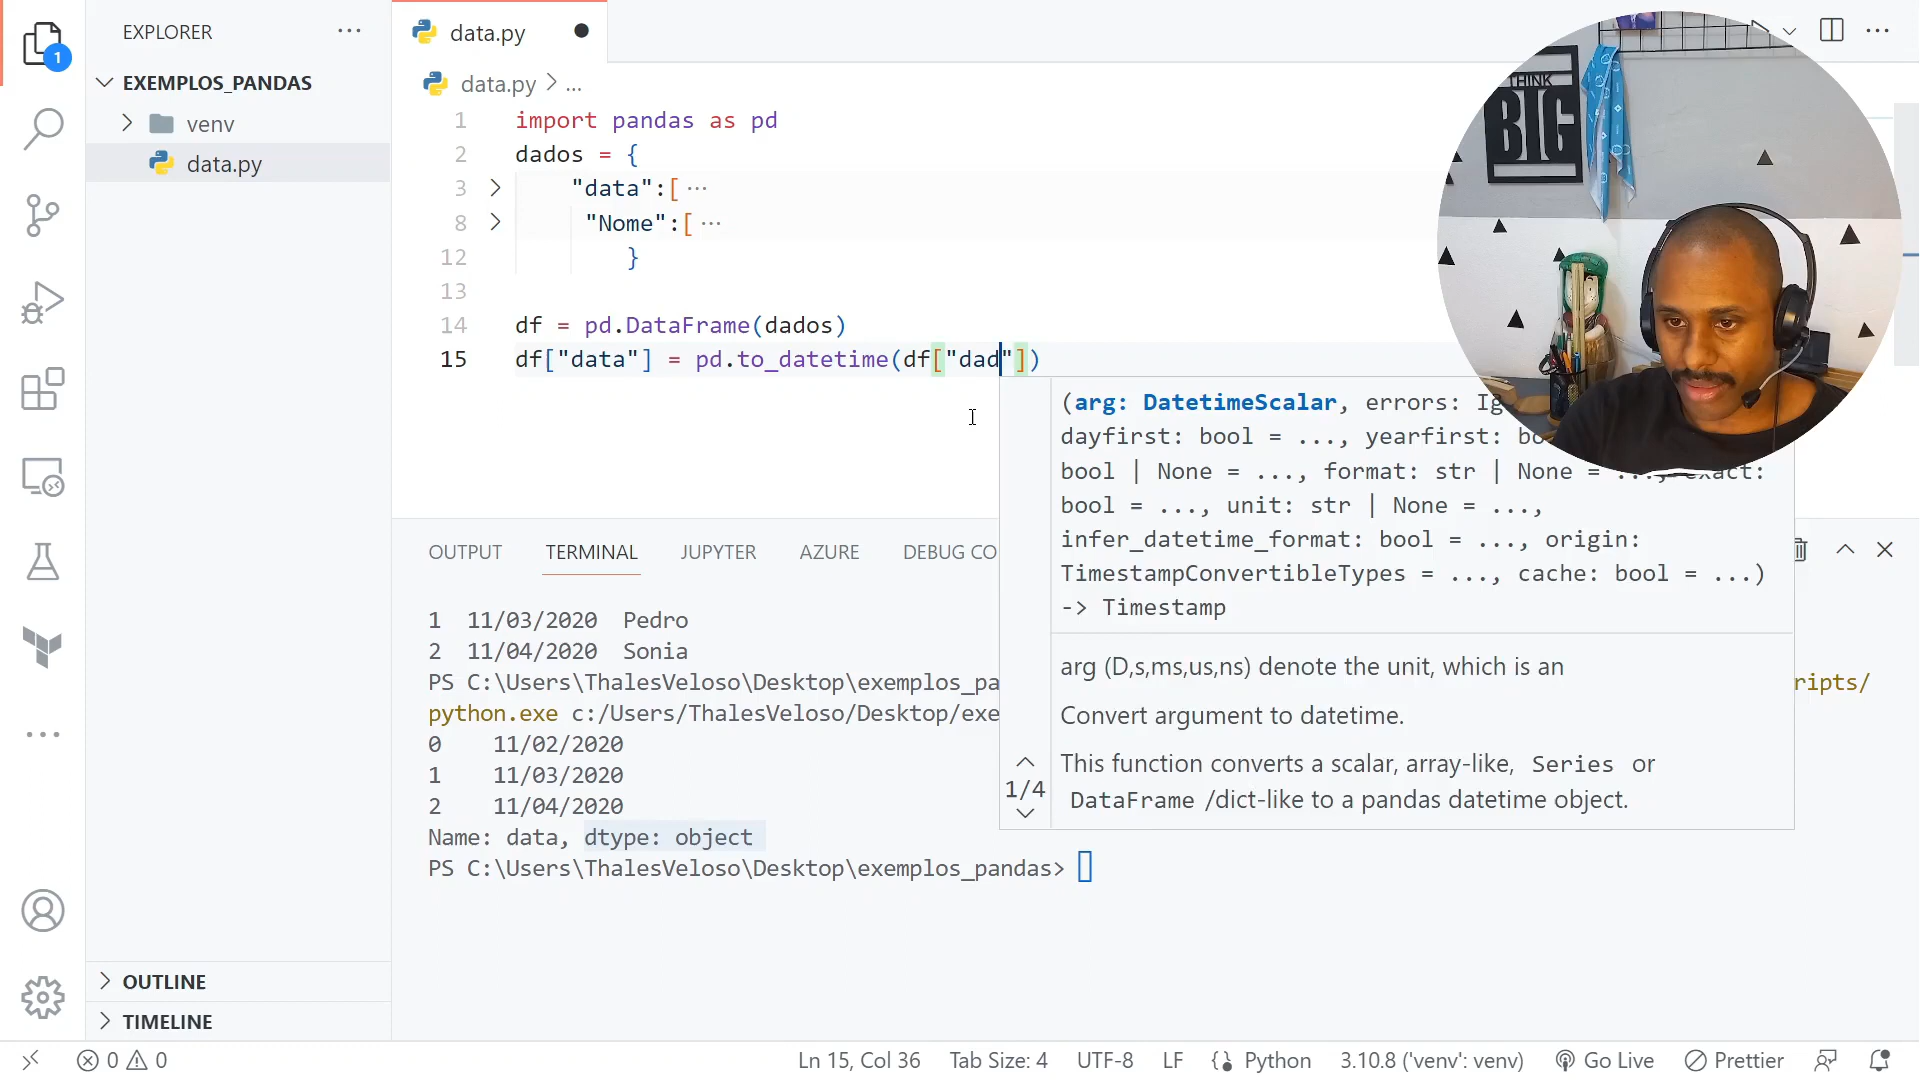 EXPLORER
EXEMPLOS_PANDAS
venv
data.py
OUTLINE
TIMELINE
1
data.py
data.py > ...
1 import pandas as pd
2 dados = {
3 "data":[ ...
8 "Nome":[ ...
12 }
13
14 df = pd.DataFrame(dados)
15 df["data"] = pd.to_datetime(df["dad"])
THINK
BIG
(arg: DatetimeScalar, errors: Ig
dayfirst: bool = ..., yearfirst: bo
bool | None = ..., format: str | None = ..., exact:
bool = ..., unit: str | None = ...,
infer_datetime_format: bool = ..., origin:
TimestampConvertibleTypes = ..., cache: bool = ...)
-> Timestamp
arg (D,s,ms,us,ns) denote the unit, which is an
Convert argument to datetime.
1/4
This function converts a scalar, array-like, Series or
DataFrame /dict-like to a pandas datetime object.
OUTPUT TERMINAL JUPYTER AZURE DEBUG CO
1 11/03/2020 Pedro
2 11/04/2020 Sonia
PS C:\Users\ThalesVeloso\Desktop\exemplos_pa ripts/
python.exe c:/Users/ThalesVeloso/Desktop/exe
0 11/02/2020
1 11/03/2020
2 11/04/2020
Name: data, dtype: object
PS C:\Users\ThalesVeloso\Desktop\exemplos_pandas>
0 0 Ln 15, Col 36 Tab Size: 4 UTF-8 LF Python 3.10.8 ('venv': venv) Go Live Prettier